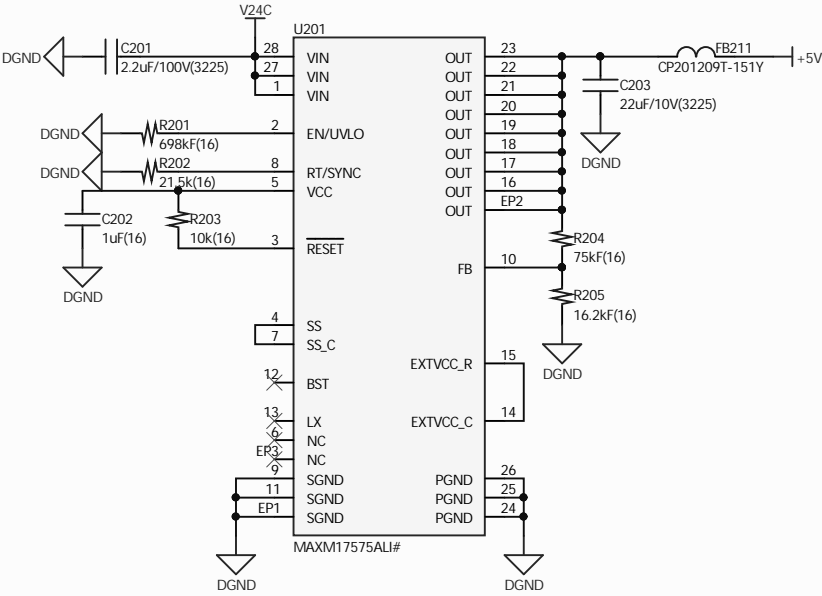 V24C
U201
DGND
C201
2.2uF/100V(3225)
28
VIN
27
VIN
1
VIN
DGND
R201
698kF(16)
2
EN/UVLO
DGND
R202
21.5k(16)
8
RT/SYNC
5
VCC
C202
1uF(16)
R203
10k(16)
3
RESET
DGND
4
SS
7
SS_C
12
BST
13
LX
6
NC
EP3
NC
9
SGND
11
SGND
EP1
SGND
DGND
MAXM17575ALI#
OUT
23
OUT
22
OUT
21
OUT
20
OUT
19
OUT
18
OUT
17
OUT
16
OUT
EP2
FB211
CP201209T-151Y
+5V
C203
22uF/10V(3225)
DGND
R204
75kF(16)
FB
10
R205
16.2kF(16)
DGND
EXTVCC_R
15
EXTVCC_C
14
PGND
26
PGND
25
PGND
24
DGND